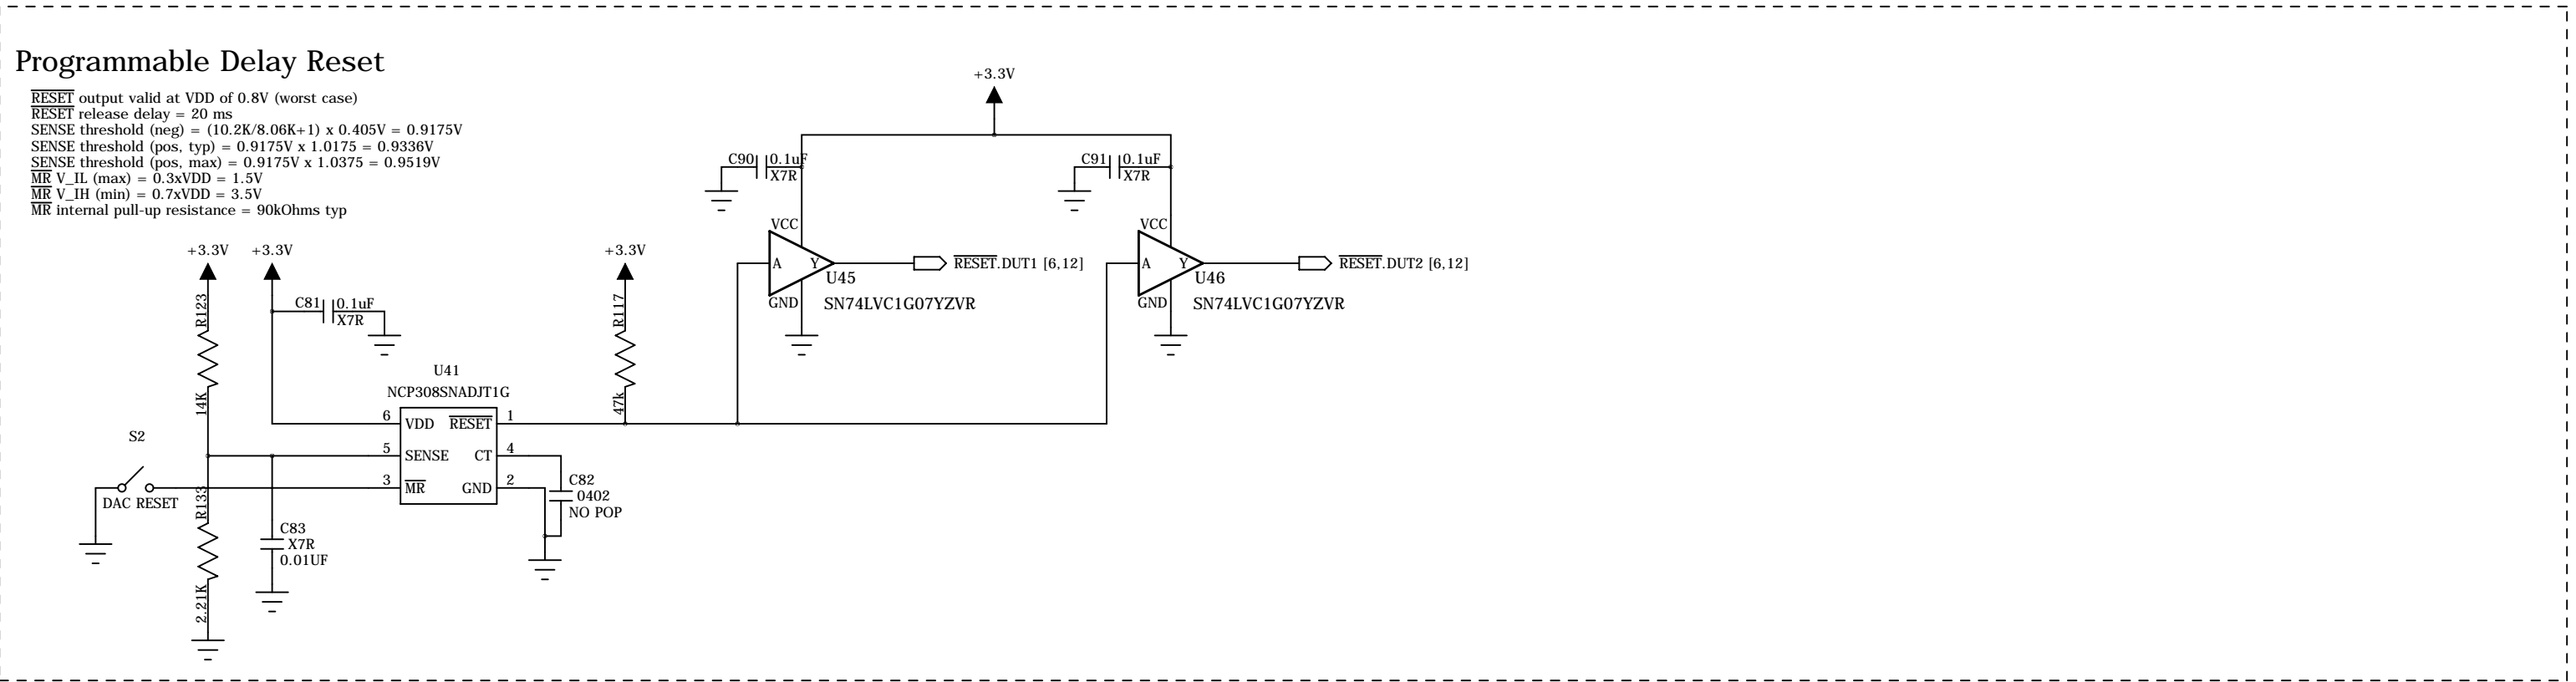 Programmable Delay Reset
RESET output valid at VDD of 0.8V (worst case)
RESET release delay = 20 ms
SENSE threshold (neg) = (10.2K/8.06K+1) x 0.405V = 0.9175V
SENSE threshold (pos, typ) = 0.9175V x 1.0175 = 0.9336V
SENSE threshold (pos, max) = 0.9175V x 1.0375 = 0.9519V
MR V_IL (max) = 0.3xVDD = 1.5V
MR V_IH (min) = 0.7xVDD = 3.5V
MR internal pull-up resistance = 90kOhms typ
+3.3V
C90
0.1uF
X7R
C91
0.1uF
X7R
VCC
A
Y
U45
GND
SN74LVC1G07YZVR
RESET.DUT1 [6,12]
VCC
A
Y
U46
GND
SN74LVC1G07YZVR
RESET.DUT2 [6,12]
+3.3V
+3.3V
+3.3V
R123
14K
C81
0.1uF
X7R
R117
47k
U41
NCP308SNADJT1G
6
VDD
RESET
1
5
SENSE
CT
4
3
MR
GND
2
S2
DAC RESET
R133
2.21K
C83
X7R
0.01UF
C82
0402
NO POP